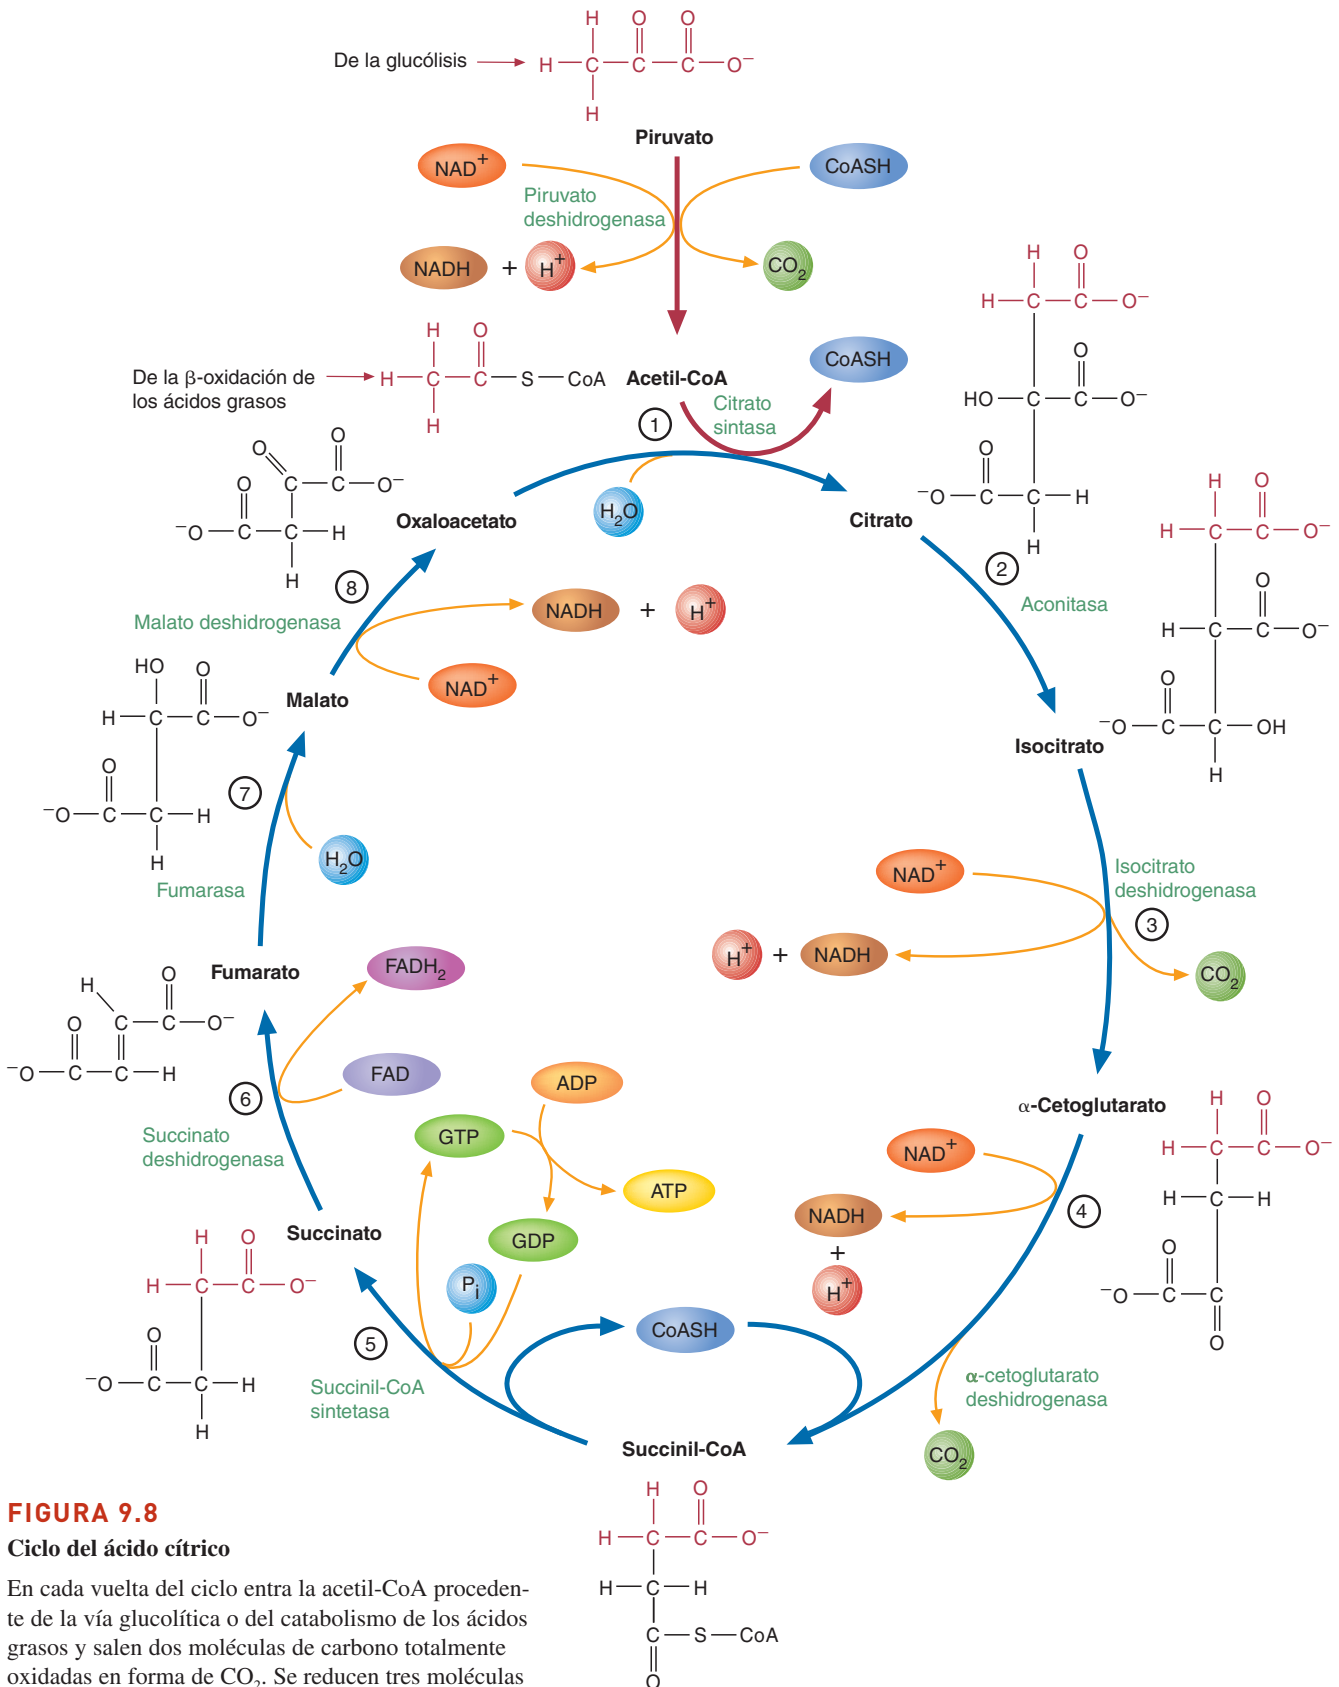 H O O
De la glucólisis H—C—C—C—O⁻
H
Piruvato
NAD⁺ CoASH
Piruvato
deshidrogenasa
NADH + H⁺ CO₂
H O
De la β-oxidación de
los ácidos grasos
H—C—C—S—CoA
H
Acetil-CoA
CoASH
Citrato
sintasa
1
H₂O
H O
H—C—C—O⁻
O
HO—C—C—O⁻
O
⁻O—C—C—H
H
Citrato
2
Aconitasa
H O
H—C—C—O⁻
O
H—C—C—O⁻
O
⁻O—C—C—OH
H
Isocitrato
NAD⁺
Isocitrato
deshidrogenasa
3
H⁺ + NADH
CO₂
α-Cetoglutarato
H O
H—C—C—O⁻
H—C—H
O
⁻O—C—C
O
NAD⁺
4
NADH
+
H⁺
α-cetoglutarato
deshidrogenasa
CO₂
CoASH
Succinil-CoA
H O
H—C—C—O⁻
H—C—H
C—S—CoA
O
5
Succinil-CoA
sintetasa
Pᵢ
GDP
GTP
ADP
ATP
Succinato
H O
H—C—C—O⁻
O
⁻O—C—C—H
H
6
Succinato
deshidrogenasa
FAD
FADH₂
Fumarato
H O
C—C—O⁻
O
⁻O—C—C—H
7
Fumarasa
H₂O
Malato
HO O
H—C—C—O⁻
O
⁻O—C—C—H
H
8
Malato deshidrogenasa
NAD⁺
NADH + H⁺
Oxaloacetato
O O
O C—C—O⁻
⁻O—C—C—H
H
FIGURA 9.8
Ciclo del ácido cítrico
En cada vuelta del ciclo entra la acetil-CoA proceden-
te de la vía glucolítica o del catabolismo de los ácidos
grasos y salen dos moléculas de carbono totalmente
oxidadas en forma de CO₂. Se reducen tres moléculas